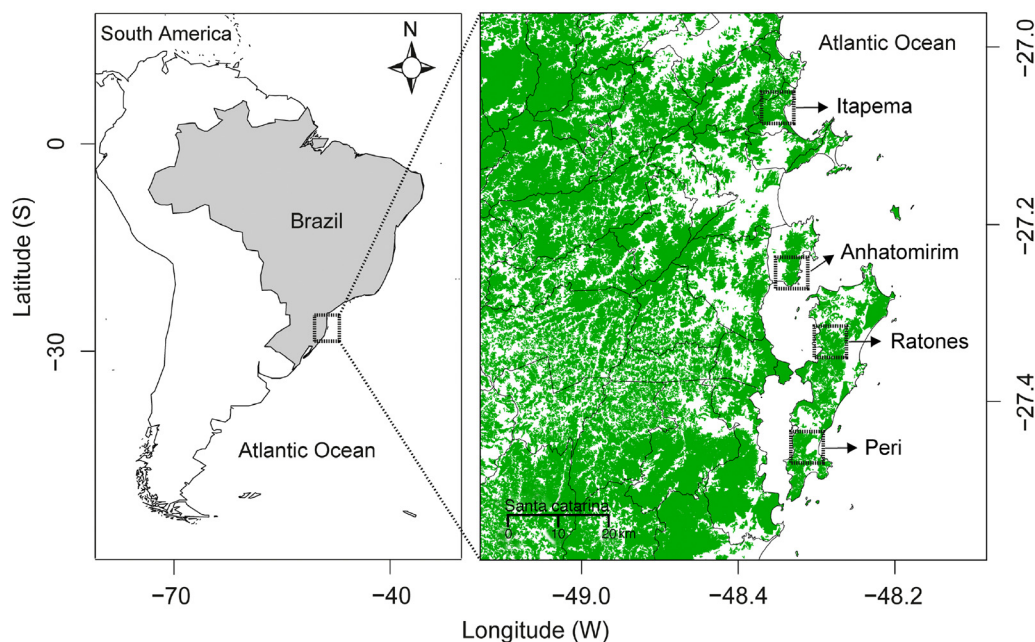 South America
N
Brazil
Atlantic Ocean
0
−30
Latitude (S)
−70
−40
Atlantic Ocean
Itapema
Anhatomirim
Ratones
Peri
Santa catarina
0 10 20 km
−27.0
−27.2
−27.4
−49.0
−48.4
−48.2
Longitude (W)